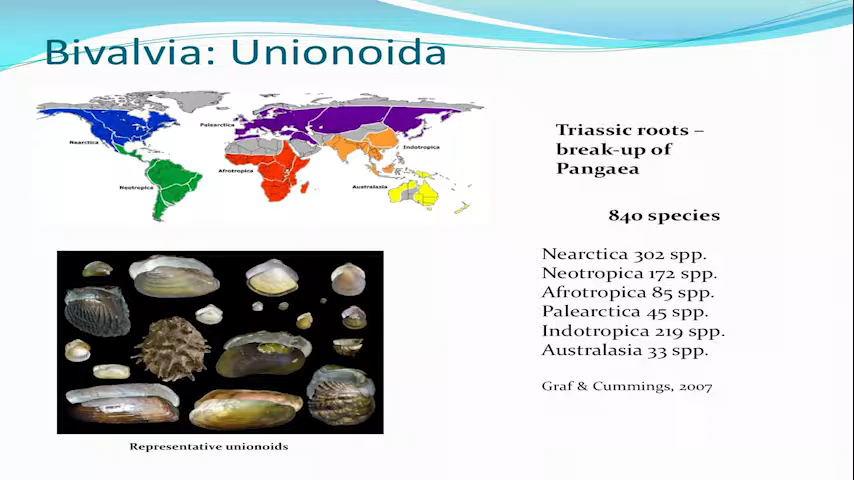 Bivalvia: Unionoida
Palearctica
Nearctica
Indotropica
Afrotropica
Neotropica
Australasia
Triassic roots –
break-up of
Pangaea
840 species
Nearctica 302 spp.
Neotropica 172 spp.
Afrotropica 85 spp.
Palearctica 45 spp.
Indotropica 219 spp.
Australasia 33 spp.
Graf & Cummings, 2007
Representative unionoids